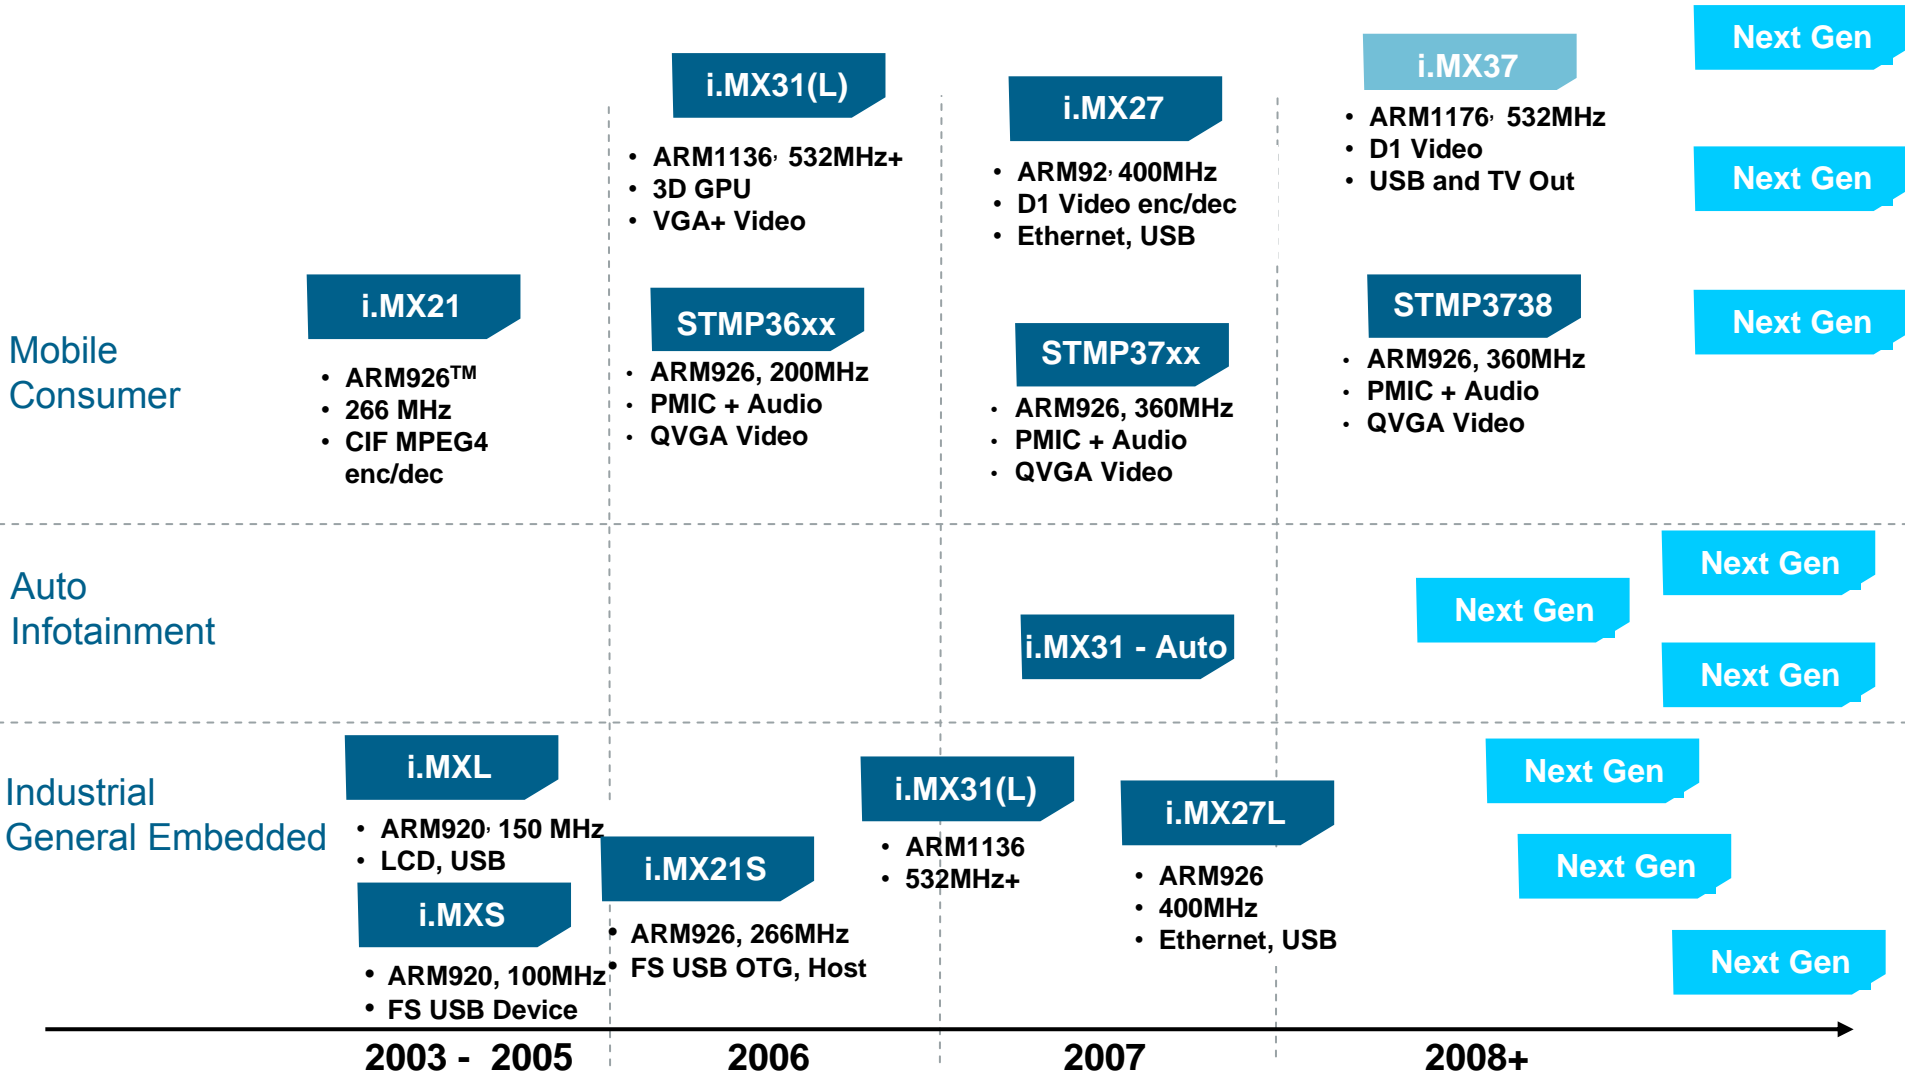 Mobile
Consumer
i.MX21
• ARM926™
• 266 MHz
• CIF MPEG4
enc/dec
i.MX31(L)
• ARM1136, 532MHz+
• 3D GPU
• VGA+ Video
STMP36xx
• ARM926, 200MHz
• PMIC + Audio
• QVGA Video
i.MX27
• ARM92, 400MHz
• D1 Video enc/dec
• Ethernet, USB
STMP37xx
• ARM926, 360MHz
• PMIC + Audio
• QVGA Video
i.MX37
• ARM1176, 532MHz
• D1 Video
• USB and TV Out
STMP3738
• ARM926, 360MHz
• PMIC + Audio
• QVGA Video
Next Gen
Next Gen
Next Gen
Auto
Infotainment
i.MX31 - Auto
Next Gen
Next Gen
Next Gen
Industrial
General Embedded
i.MXL
• ARM920, 150 MHz
• LCD, USB
i.MXS
• ARM920, 100MHz
• FS USB Device
i.MX21S
• ARM926, 266MHz
• FS USB OTG, Host
i.MX31(L)
• ARM1136
• 532MHz+
i.MX27L
• ARM926
• 400MHz
• Ethernet, USB
Next Gen
Next Gen
Next Gen
2003 - 2005
2006
2007
2008+